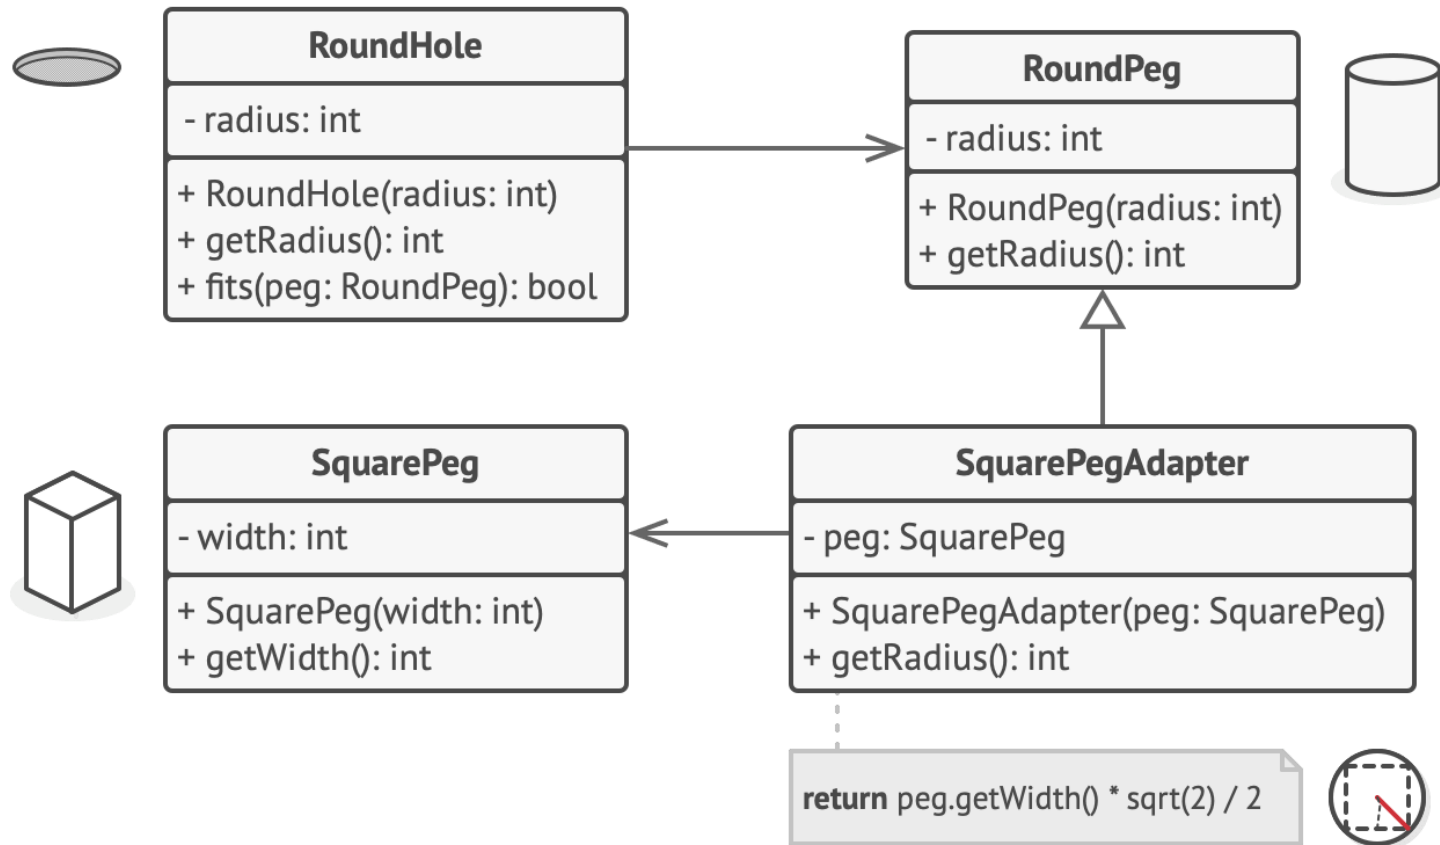 RoundHole
- radius: int
+ RoundHole(radius: int)
+ getRadius(): int
+ fits(peg: RoundPeg): bool
RoundPeg
- radius: int
+ RoundPeg(radius: int)
+ getRadius(): int
SquarePeg
- width: int
+ SquarePeg(width: int)
+ getWidth(): int
SquarePegAdapter
- peg: SquarePeg
+ SquarePegAdapter(peg: SquarePeg)
+ getRadius(): int
return peg.getWidth() * sqrt(2) / 2